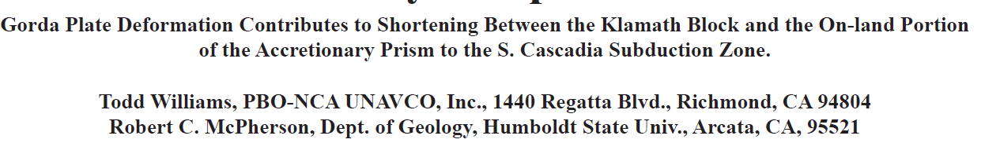 Gorda Plate Deformation Contributes to Shortening Between the Klamath Block and the On-land Portion
of the Accretionary Prism to the S. Cascadia Subduction Zone.
Todd Williams, PBO-NCA UNAVCO, Inc., 1440 Regatta Blvd., Richmond, CA 94804
Robert C. McPherson, Dept. of Geology, Humboldt State Univ., Arcata, CA, 95521